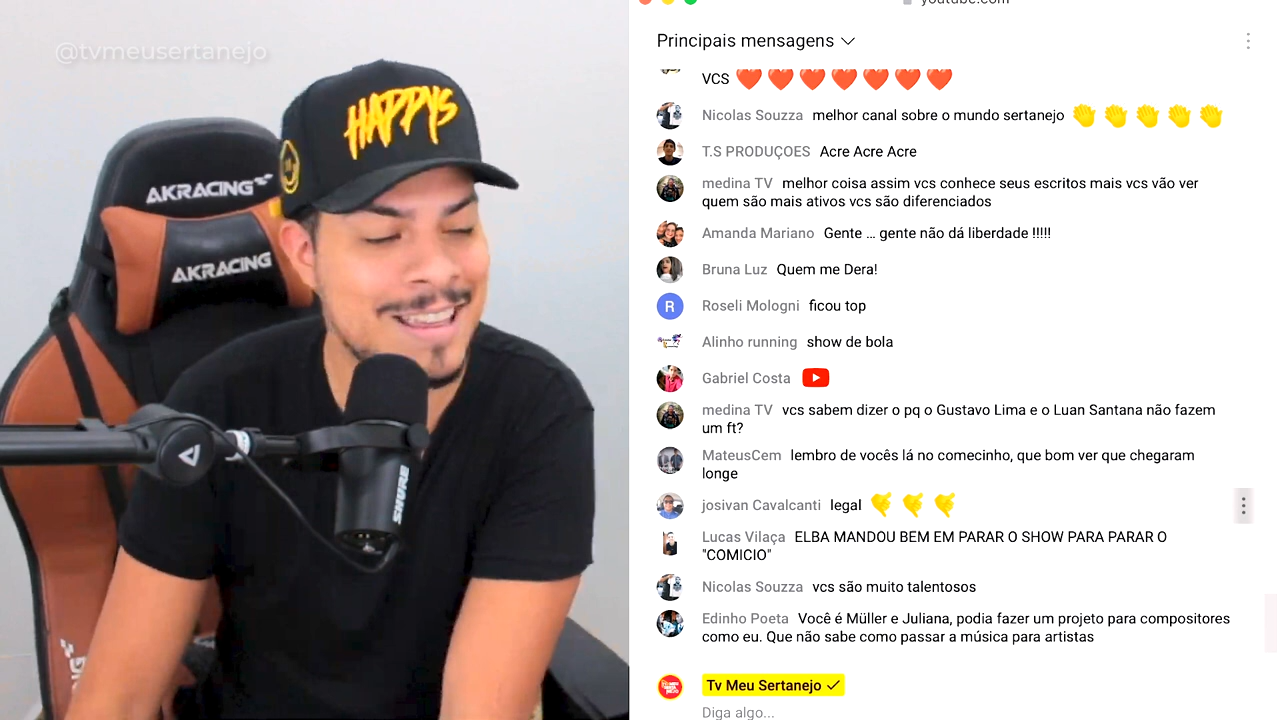 @tvmeusertanejo
HAPPYS
AKRACING
AKRACING
SHURE
youtube.com
Principais mensagens
VCS
Nicolas Souzza melhor canal sobre o mundo sertanejo
T.S PRODUÇOES Acre Acre Acre
medina TV melhor coisa assim vcs conhece seus escritos mais vcs vão ver
quem são mais ativos vcs são diferenciados
Amanda Mariano Gente ... gente não dá liberdade !!!!!
Bruna Luz Quem me Dera!
R Roseli Mologni ficou top
Alinho running show de bola
Gabriel Costa
medina TV vcs sabem dizer o pq o Gustavo Lima e o Luan Santana não fazem
um ft?
MateusCem lembro de vocês lá no comecinho, que bom ver que chegaram
longe
josivan Cavalcanti legal
Lucas Vilaça ELBA MANDOU BEM EM PARAR O SHOW PARA PARAR O
"COMICIO"
Nicolas Souzza vcs são muito talentosos
Edinho Poeta Você é Müller e Juliana, podia fazer um projeto para compositores
como eu. Que não sabe como passar a música para artistas
Tv Meu Sertanejo
Diga algo...